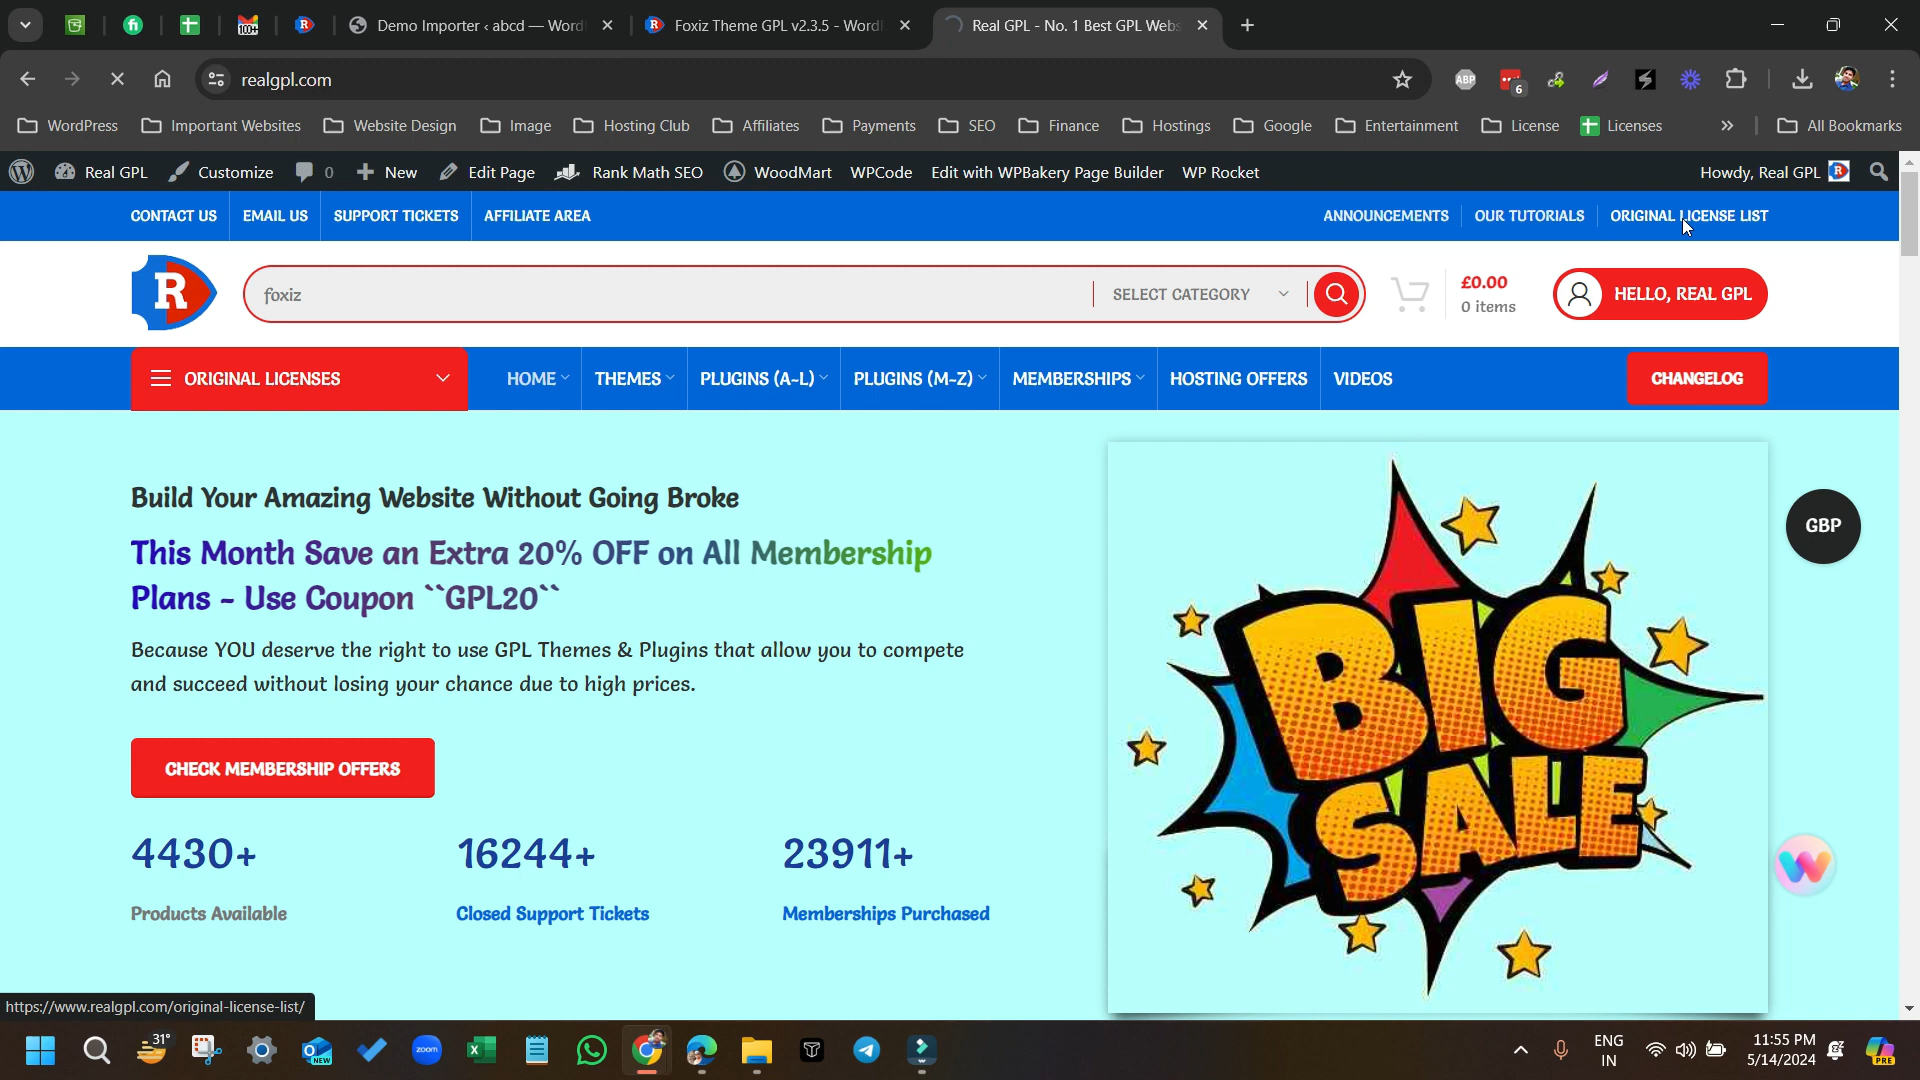 Demo Importer ‹ abcd — Word
Foxiz Theme GPL v2.3.5 - Word
Real GPL - No. 1 Best GPL Webs
realgpl.com
ABP
6
WordPress
Important Websites
Website Design
Image
Hosting Club
Affiliates
Payments
SEO
Finance
Hostings
Google
Entertainment
License
Licenses
All Bookmarks
Real GPL
Customize
0
New
Edit Page
Rank Math SEO
WoodMart
WPCode
Edit with WPBakery Page Builder
WP Rocket
Howdy, Real GPL
CONTACT US
EMAIL US
SUPPORT TICKETS
AFFILIATE AREA
ANNOUNCEMENTS
OUR TUTORIALS
ORIGINAL LICENSE LIST
R
foxiz
SELECT CATEGORY
£0.00
0 items
HELLO, REAL GPL
ORIGINAL LICENSES
HOME
THEMES
PLUGINS (A-L)
PLUGINS (M-Z)
MEMBERSHIPS
HOSTING OFFERS
VIDEOS
CHANGELOG
Build Your Amazing Website Without Going Broke
This Month Save an Extra 20% OFF on All Membership
Plans - Use Coupon ``GPL20``
Because YOU deserve the right to use GPL Themes & Plugins that allow you to compete
and succeed without losing your chance due to high prices.
CHECK MEMBERSHIP OFFERS
4430+
16244+
23911+
Products Available
Closed Support Tickets
Memberships Purchased
BIG
SALE
GBP
https://www.realgpl.com/original-license-list/
31°
NEW
zoom
ENG
IN
11:55 PM
5/14/2024
PRE